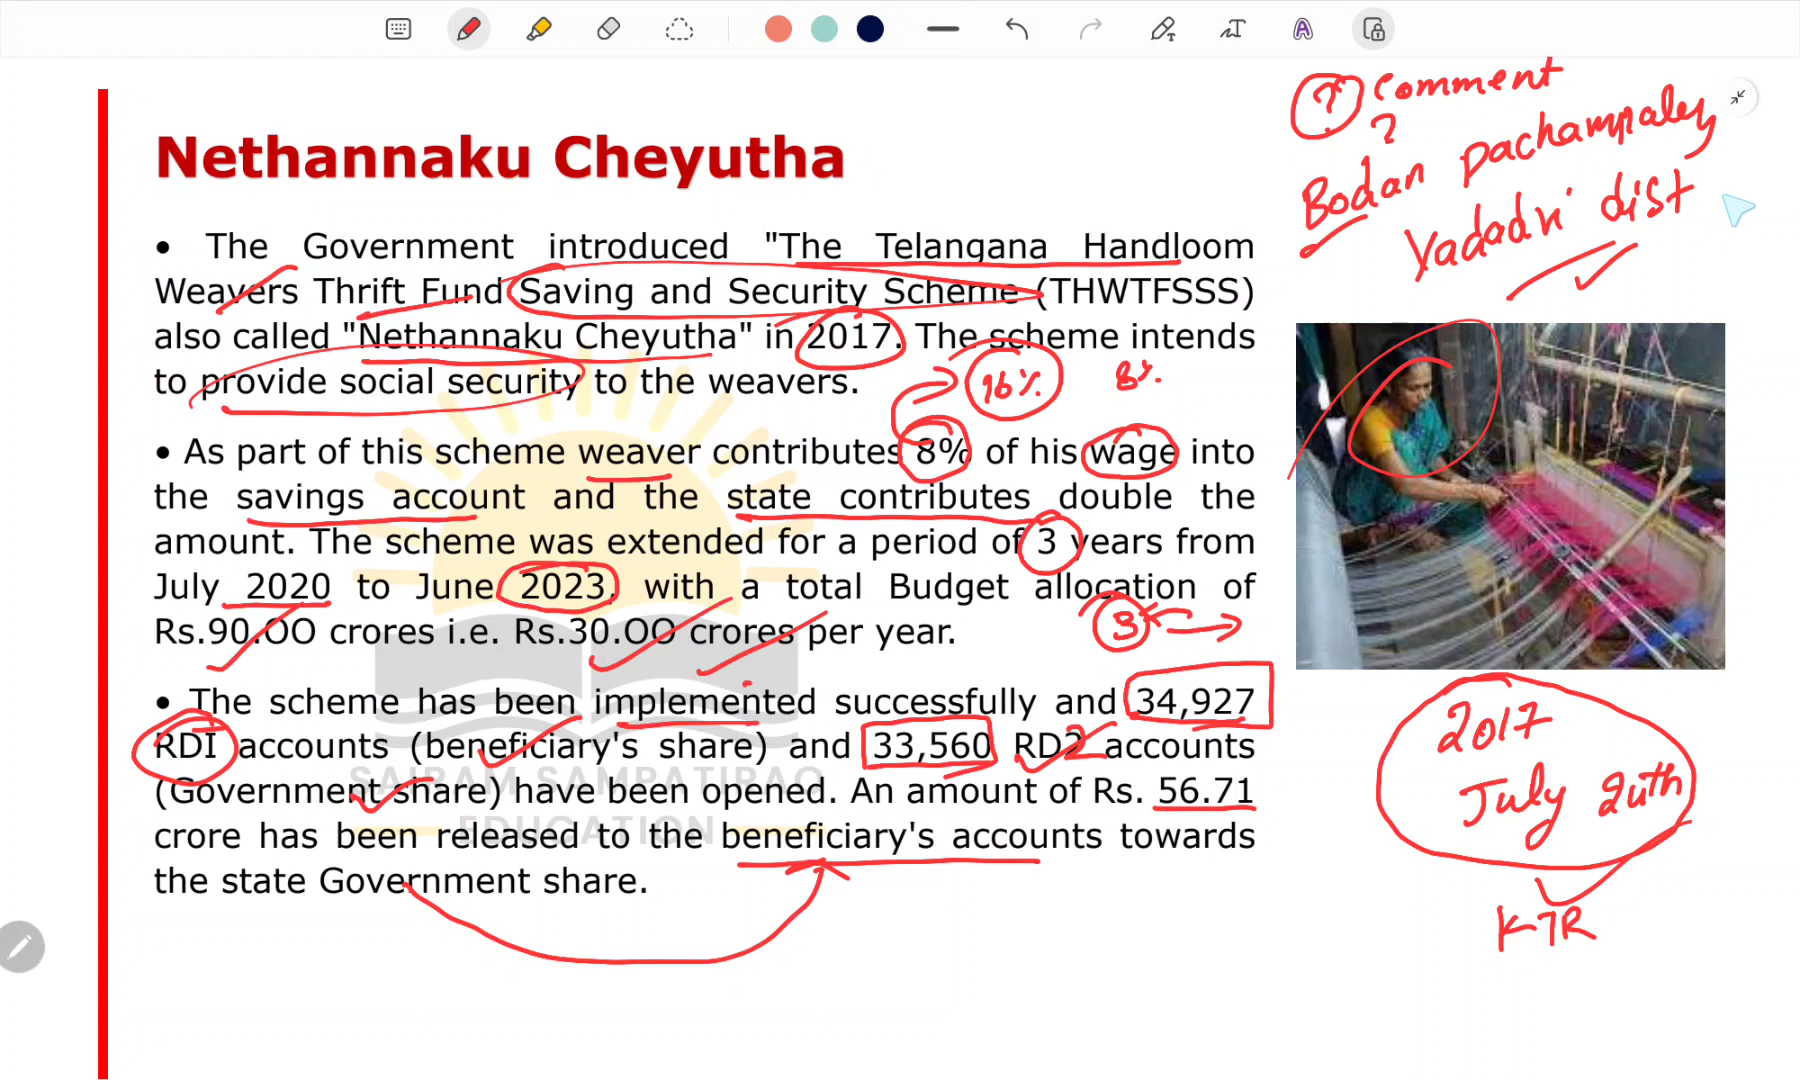 Nethannaku Cheyutha
• The Government introduced "The Telangana Handloom
Weavers Thrift Fund Saving and Security Scheme (THWTFSSS)
also called "Nethannaku Cheyutha" in 2017. The scheme intends
to provide social security to the weavers.
16% 8%
• As part of this scheme weaver contributes 8% of his wage into
the savings account and the state contributes double the
amount. The scheme was extended for a period of 3 years from
July 2020 to June 2023, with a total Budget allocation of
Rs.90.OO crores i.e. Rs.30.OO crores per year.
3
• The scheme has been implemented successfully and 34,927
RDI accounts (beneficiary's share) and 33,560 RD2 accounts
(Government share) have been opened. An amount of Rs. 56.71
crore has been released to the beneficiary's accounts towards
the state Government share.
SAIRAM SAMPATIRAO
EDUCATION
? Comment
?
Bodan pachampaley
Yadadri dist
2017
July 24th
KTR